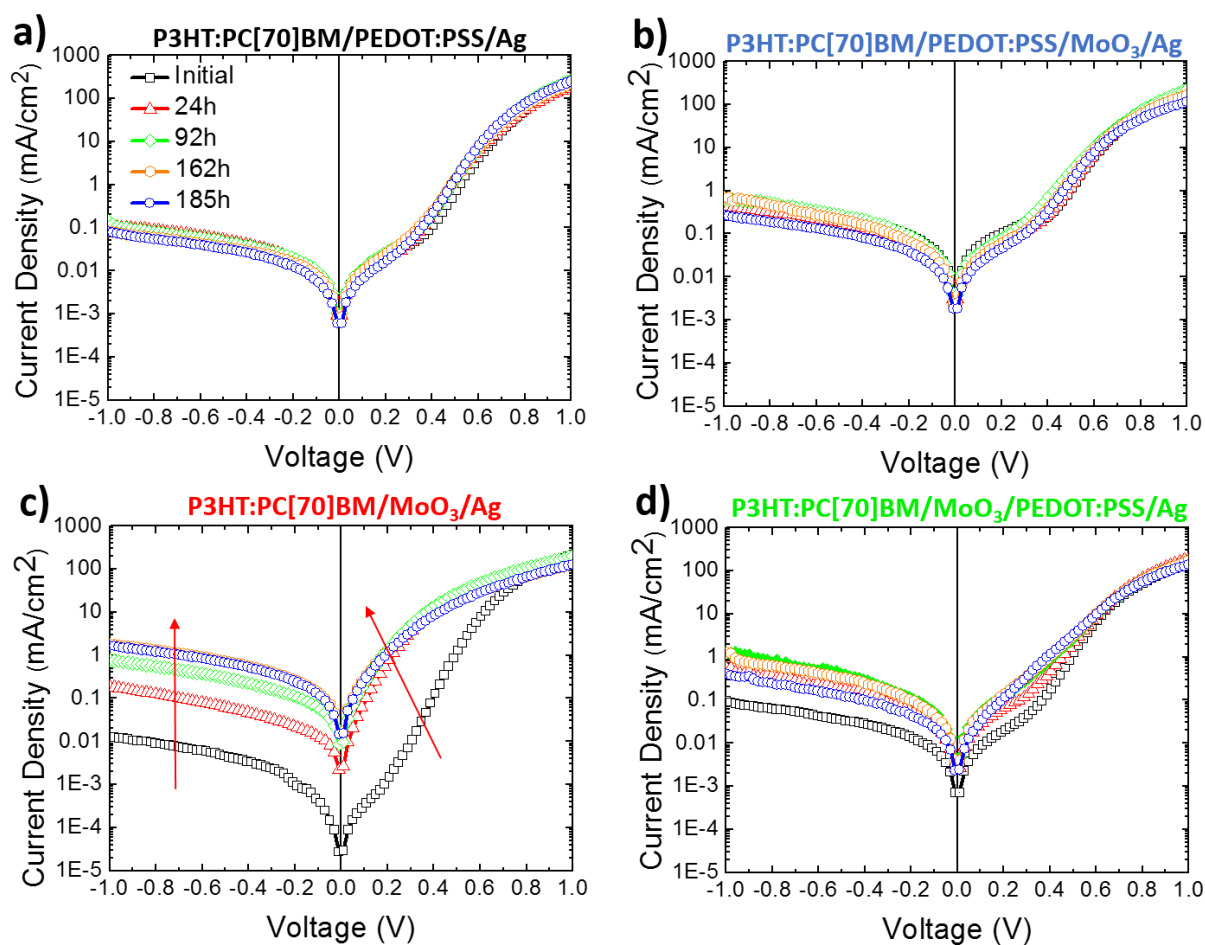 a)
P3HT:PC[70]BM/PEDOT:PSS/Ag
1000
100
10
1
0.1
0.01
1E-3
1E-4
1E-5
Current Density (mA/cm²)
Initial
24h
92h
162h
185h
-1.0 -0.8 -0.6 -0.4 -0.2 0.0 0.2 0.4 0.6 0.8 1.0
Voltage (V)
b)
P3HT:PC[70]BM/PEDOT:PSS/MoO₃/Ag
1000
100
10
1
0.1
0.01
1E-3
1E-4
1E-5
Current Density (mA/cm²)
-1.0 -0.8 -0.6 -0.4 -0.2 0.0 0.2 0.4 0.6 0.8 1.0
Voltage (V)
c)
P3HT:PC[70]BM/MoO₃/Ag
1000
100
10
1
0.1
0.01
1E-3
1E-4
1E-5
Current Density (mA/cm²)
-1.0 -0.8 -0.6 -0.4 -0.2 0.0 0.2 0.4 0.6 0.8 1.0
Voltage (V)
d)
P3HT:PC[70]BM/MoO₃/PEDOT:PSS/Ag
1000
100
10
1
0.1
0.01
1E-3
1E-4
1E-5
Current Density (mA/cm²)
-1.0 -0.8 -0.6 -0.4 -0.2 0.0 0.2 0.4 0.6 0.8 1.0
Voltage (V)